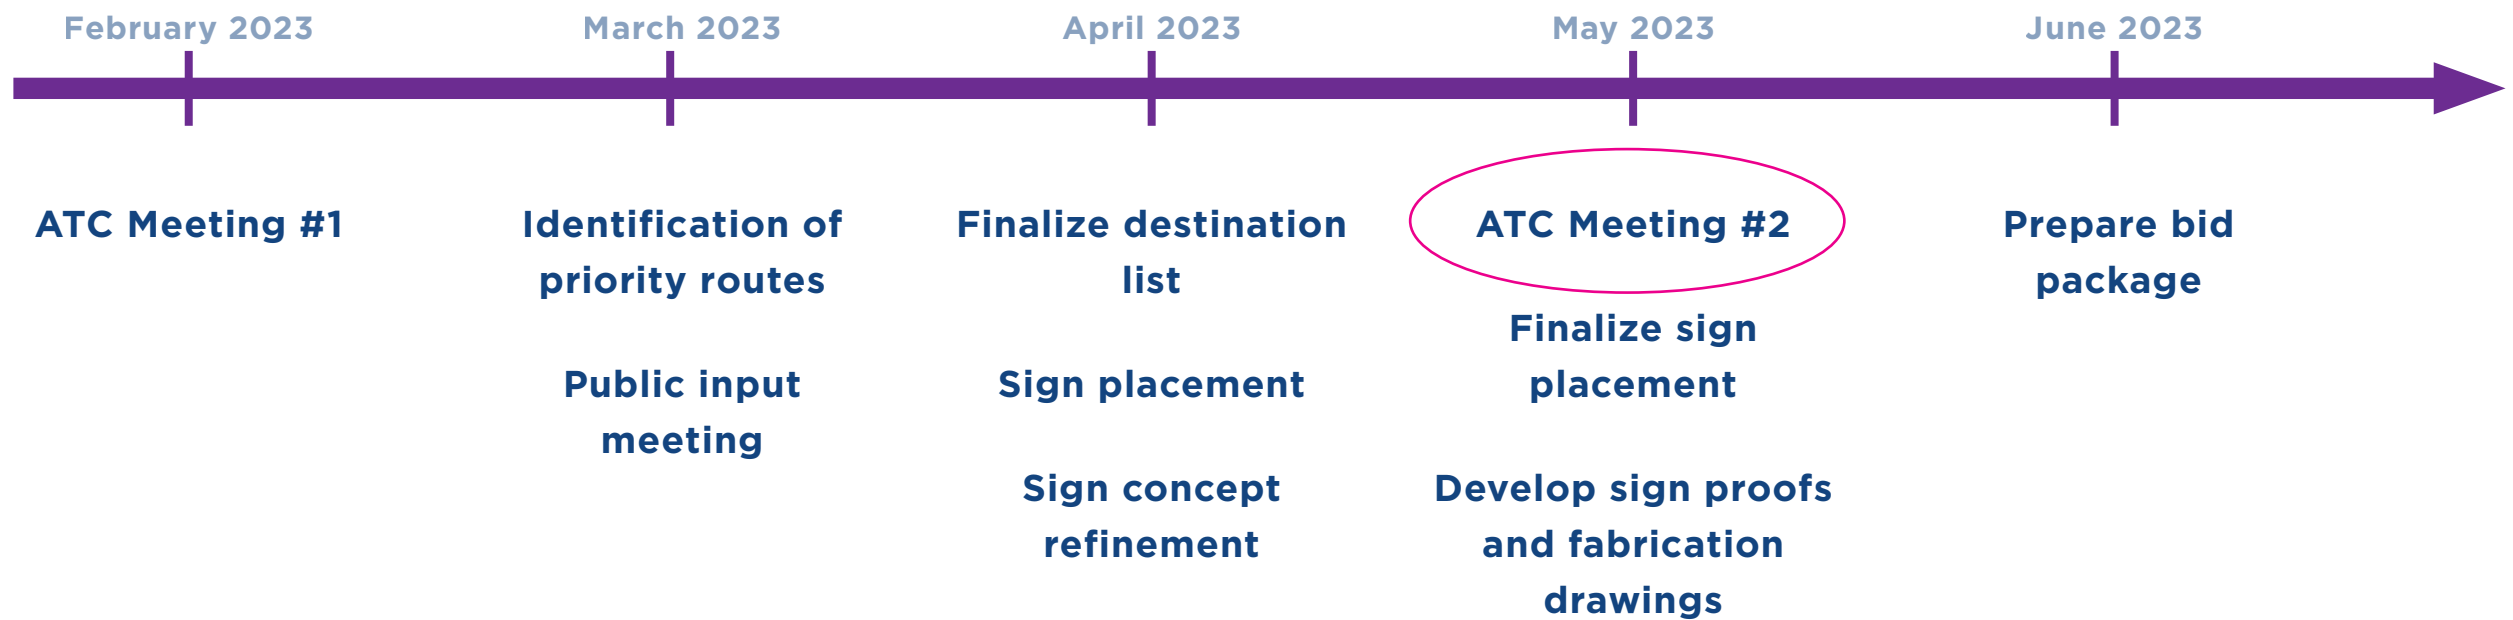 February 2023
March 2023
April 2023
May 2023
June 2023
ATC Meeting #1
Identification of
priority routes
Public input
meeting
Finalize destination
list
Sign placement
Sign concept
refinement
ATC Meeting #2
Finalize sign
placement
Develop sign proofs
and fabrication
drawings
Prepare bid
package